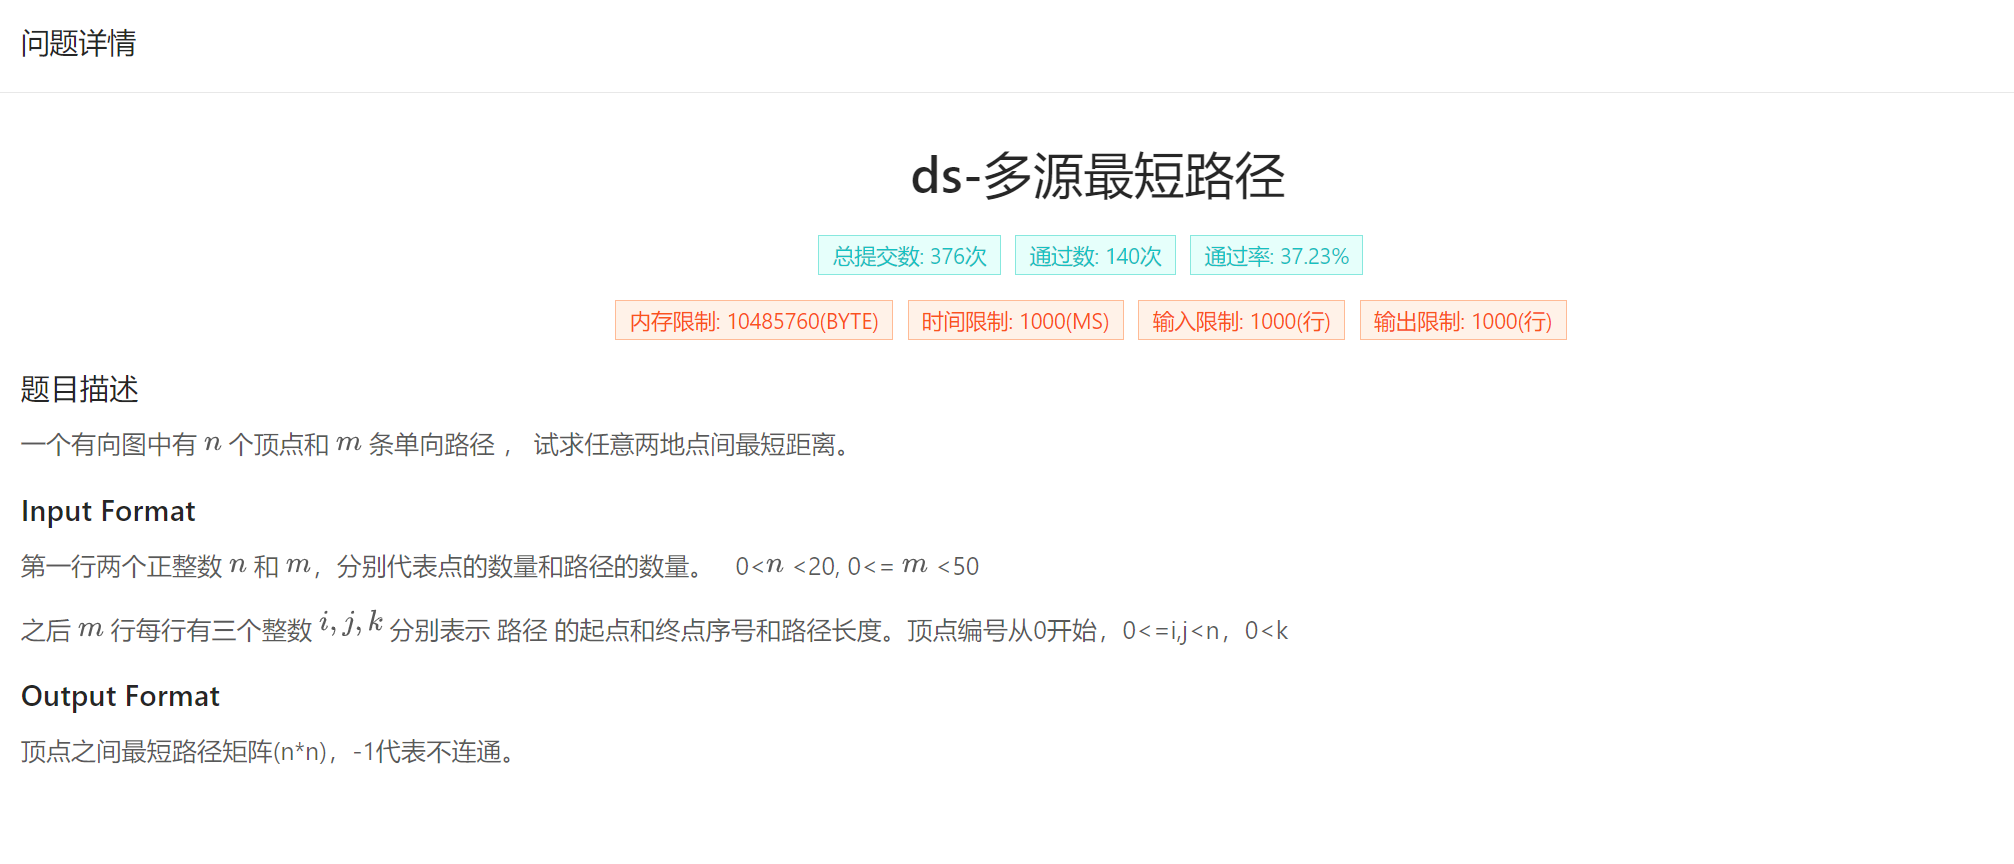 问题详情
ds-多源最短路径
总提交数: 376次 通过数: 140次 通过率: 37.23%
内存限制: 10485760(BYTE) 时间限制: 1000(MS) 输入限制: 1000(行) 输出限制: 1000(行)
题目描述
一个有向图中有 n 个顶点和 m 条单向路径 ， 试求任意两地点间最短距离。
Input Format
第一行两个正整数 n 和 m，分别代表点的数量和路径的数量。 0<n <20, 0<= m <50
之后 m 行每行有三个整数 i, j, k 分别表示 路径 的起点和终点序号和路径长度。顶点编号从0开始，0<=i,j<n，0<k
Output Format
顶点之间最短路径矩阵(n*n)，-1代表不连通。